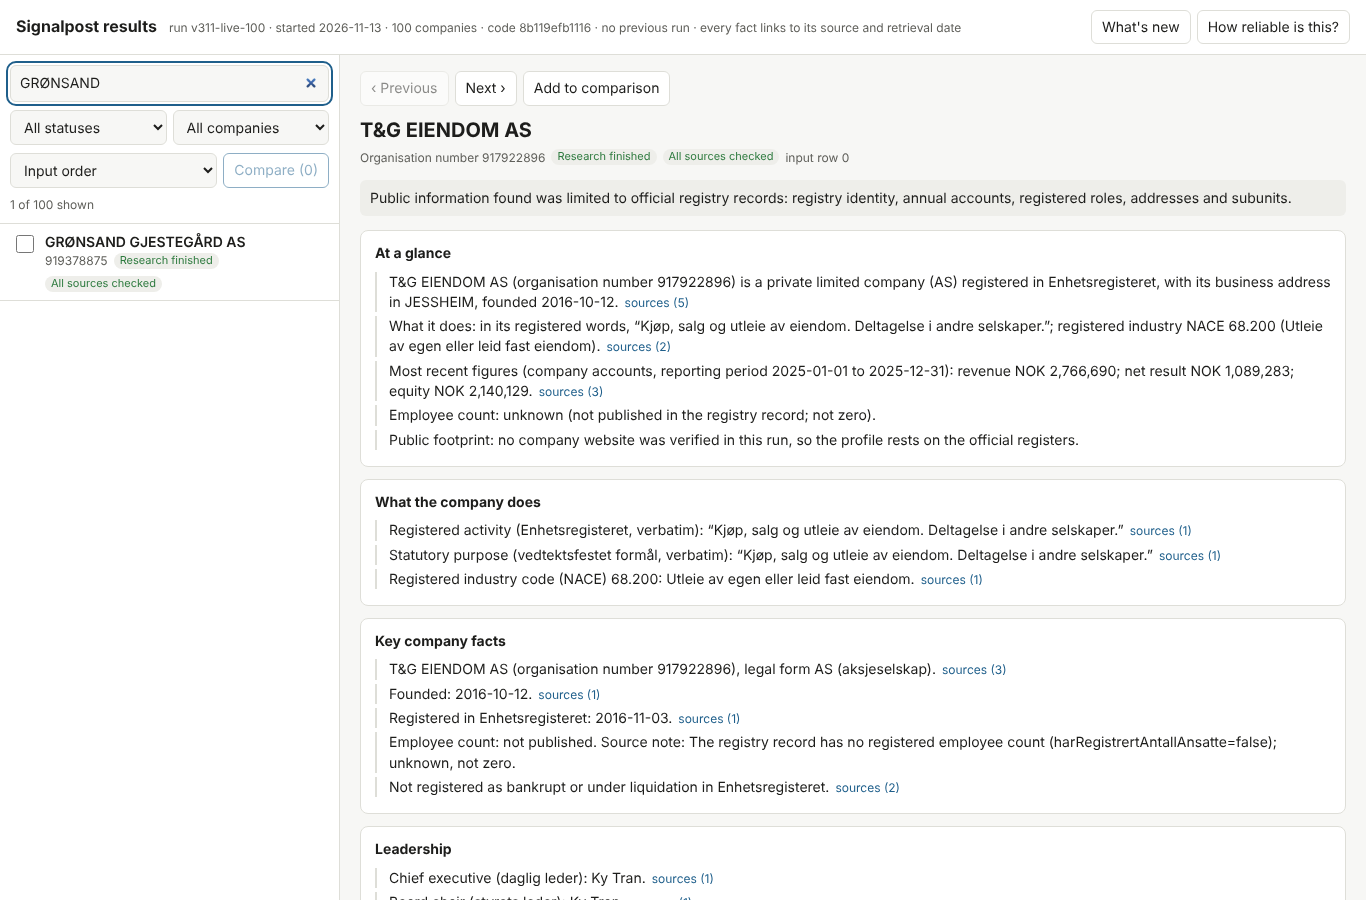 Signalpost results
run v311-live-100 · started 2026-11-13 · 100 companies · code 8b119efb1116 · no previous run · every fact links to its source and retrieval date
What's new
How reliable is this?
GRØNSAND
All statuses
All companies
Input order
Compare (0)
1 of 100 shown
GRØNSAND GJESTEGÅRD AS
919378875 Research finished
All sources checked
‹ Previous
Next ›
Add to comparison
T&G EIENDOM AS
Organisation number 917922896 Research finished All sources checked input row 0
Public information found was limited to official registry records: registry identity, annual accounts, registered roles, addresses and subunits.
At a glance
T&G EIENDOM AS (organisation number 917922896) is a private limited company (AS) registered in Enhetsregisteret, with its business address
in JESSHEIM, founded 2016-10-12. sources (5)
What it does: in its registered words, “Kjøp, salg og utleie av eiendom. Deltagelse i andre selskaper.”; registered industry NACE 68.200 (Utleie
av egen eller leid fast eiendom). sources (2)
Most recent figures (company accounts, reporting period 2025-01-01 to 2025-12-31): revenue NOK 2,766,690; net result NOK 1,089,283;
equity NOK 2,140,129. sources (3)
Employee count: unknown (not published in the registry record; not zero).
Public footprint: no company website was verified in this run, so the profile rests on the official registers.
What the company does
Registered activity (Enhetsregisteret, verbatim): “Kjøp, salg og utleie av eiendom. Deltagelse i andre selskaper.” sources (1)
Statutory purpose (vedtektsfestet formål, verbatim): “Kjøp, salg og utleie av eiendom. Deltagelse i andre selskaper.” sources (1)
Registered industry code (NACE) 68.200: Utleie av egen eller leid fast eiendom. sources (1)
Key company facts
T&G EIENDOM AS (organisation number 917922896), legal form AS (aksjeselskap). sources (3)
Founded: 2016-10-12. sources (1)
Registered in Enhetsregisteret: 2016-11-03. sources (1)
Employee count: not published. Source note: The registry record has no registered employee count (harRegistrertAntallAnsatte=false);
unknown, not zero.
Not registered as bankrupt or under liquidation in Enhetsregisteret. sources (2)
Leadership
Chief executive (daglig leder): Ky Tran. sources (1)